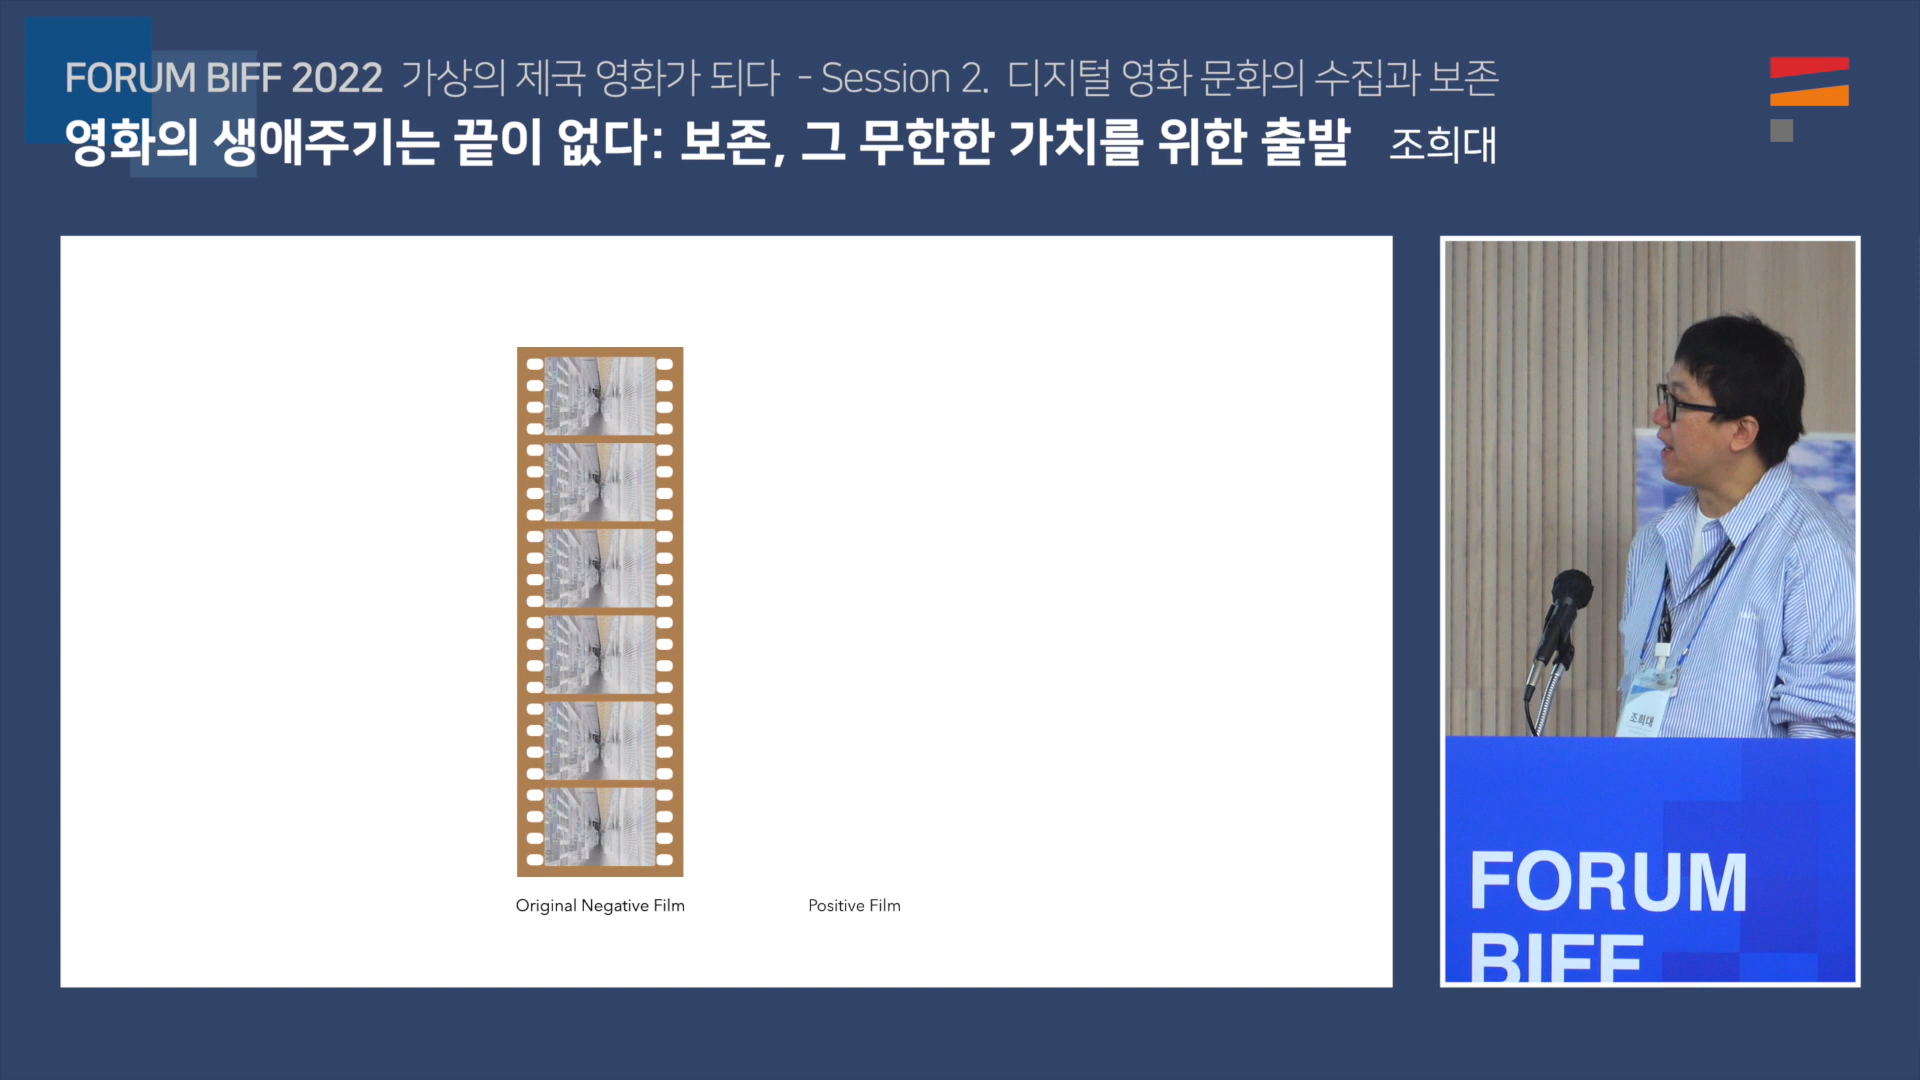 FORUM BIFF 2022 가상의 제국 영화가 되다 - Session 2. 디지털 영화 문화의 수집과 보존
영화의 생애주기는 끝이 없다: 보존, 그 무한한 가치를 위한 출발 조희대
Original Negative Film
Positive Film
조희대
FORUM
BIFF